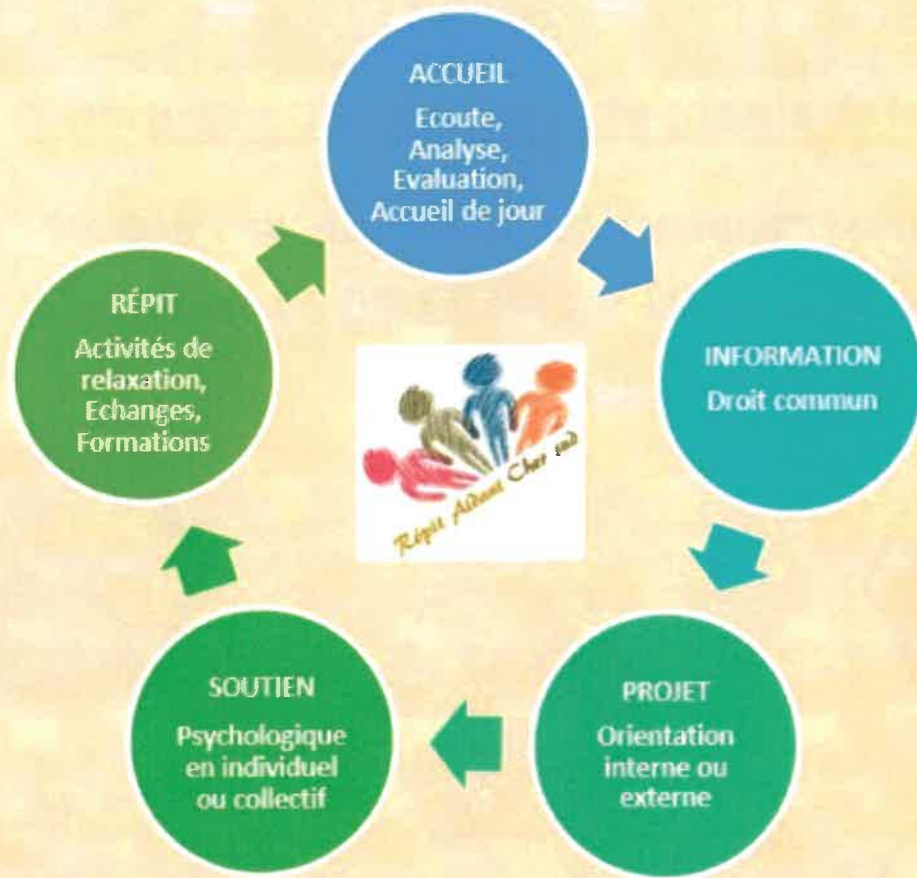 ACCUEIL
Ecoute,
Analyse,
Evaluation,
Accueil de jour
INFORMATION
Droit commun
PROJET
Orientation
interne ou
externe
SOUTIEN
Psychologique
en individuel
ou collectif
RÉPIT
Activités de
relaxation,
Echanges,
Formations
Répit Aidant Cher sud